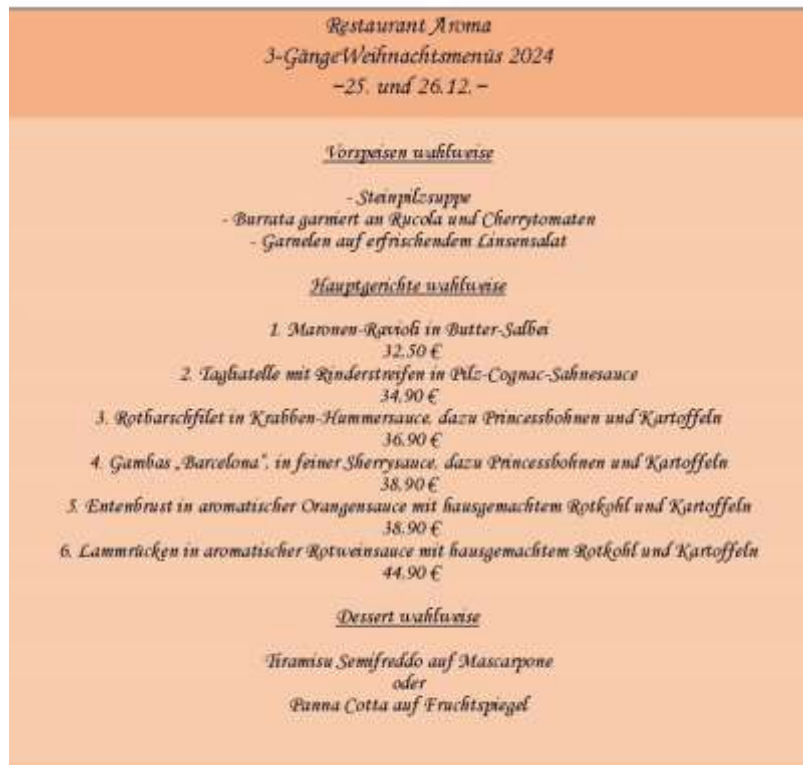 Restaurant Aroma
3-GängeWeihnachtsmenüs 2024
–25. und 26.12. –
Vorspeisen wahlweise
- Steinpilzsuppe
- Burrata garniert an Rucola und Cherrytomaten
- Garnelen auf erfrischendem Linsensalat
Hauptgerichte wahlweise
1. Maronen-Ravioli in Butter-Salbei
32.50 €
2. Tagliatelle mit Rinderstreifen in Pilz-Cognac-Sahnesauce
34.90 €
3. Rotbarschfilet in Krabben-Hummersauce, dazu Princessbohnen und Kartoffeln
36.90 €
4. Gambas „Barcelona“, in feiner Sherrysauce, dazu Princessbohnen und Kartoffeln
38.90 €
5. Entenbrust in aromatischer Orangensauce mit hausgemachtem Rotkohl und Kartoffeln
38.90 €
6. Lammrücken in aromatischer Rotweinsauce mit hausgemachtem Rotkohl und Kartoffeln
44.90 €
Dessert wahlweise
Tiramisu Semifreddo auf Mascarpone
oder
Panna Cotta auf Fruchtspiegel